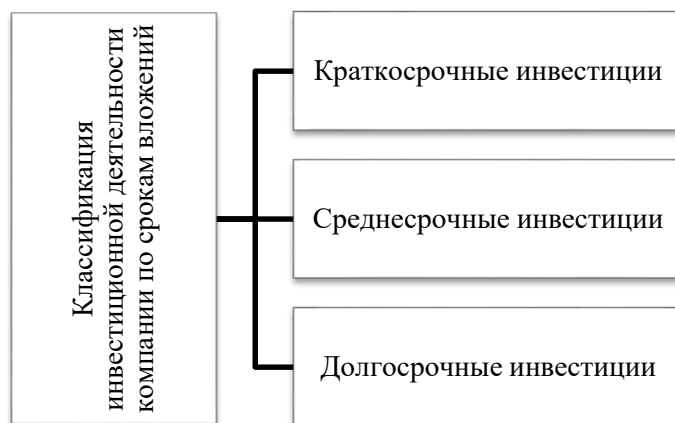 Классификация
инвестиционной деятельности
компании по срокам вложений
Краткосрочные инвестиции
Среднесрочные инвестиции
Долгосрочные инвестиции